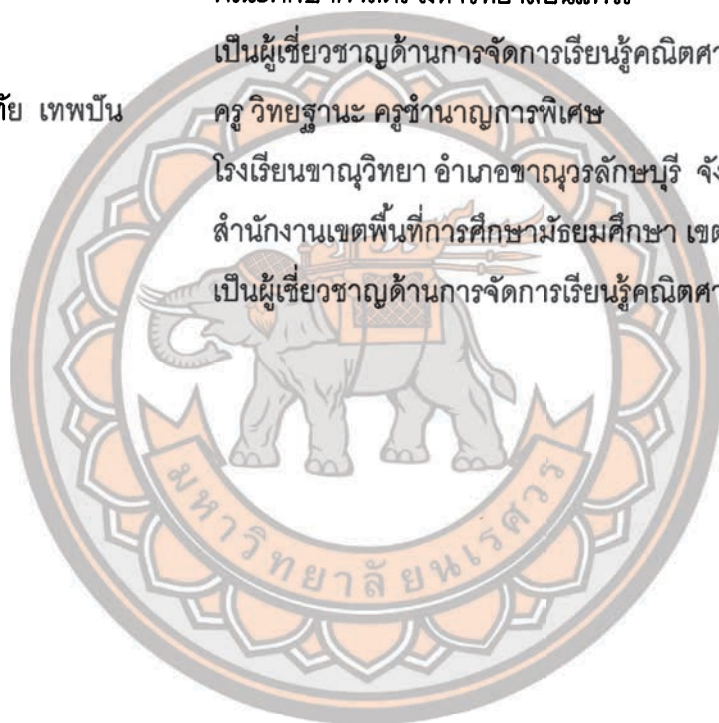 เป็นผู้เชี่ยวชาญด้านการจัดการเรียนรู้คณิตศา
เทพปัน ครู วิทยฐานะ ครูชำนาญการพิเศษ
โรงเรียนขาณุวิทยา อำเภอขาณุวรลักษบุรี จัง
สำนักงานเขตพื้นที่การศึกษามัธยมศึกษา เขต
เป็นผู้เชี่ยวชาญด้านการจัดการเรียนรู้คณิตศา
มหาวิทยาลัยนเรศวร